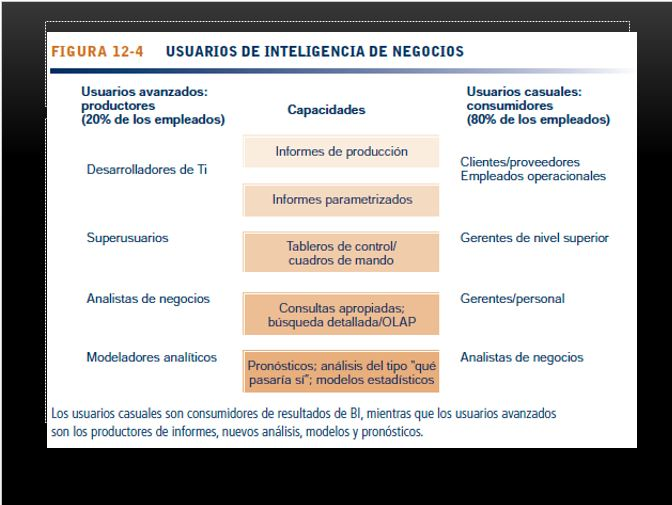 FIGURA 12-4 USUARIOS DE INTELIGENCIA DE NEGOCIOS
Usuarios avanzados:
productores
(20% de los empleados)
Capacidades
Usuarios casuales:
consumidores
(80% de los empleados)
Desarrolladores de Ti
Informes de producción
Clientes/proveedores
Empleados operacionales
Informes parametrizados
Superusuarios
Tableros de control/
cuadros de mando
Gerentes de nivel superior
Analistas de negocios
Consultas apropiadas;
búsqueda detallada/OLAP
Gerentes/personal
Modeladores analíticos
Pronósticos; análisis del tipo "qué
pasaría si"; modelos estadísticos
Analistas de negocios
Los usuarios casuales son consumidores de resultados de BI, mientras que los usuarios avanzados
son los productores de informes, nuevos análisis, modelos y pronósticos.